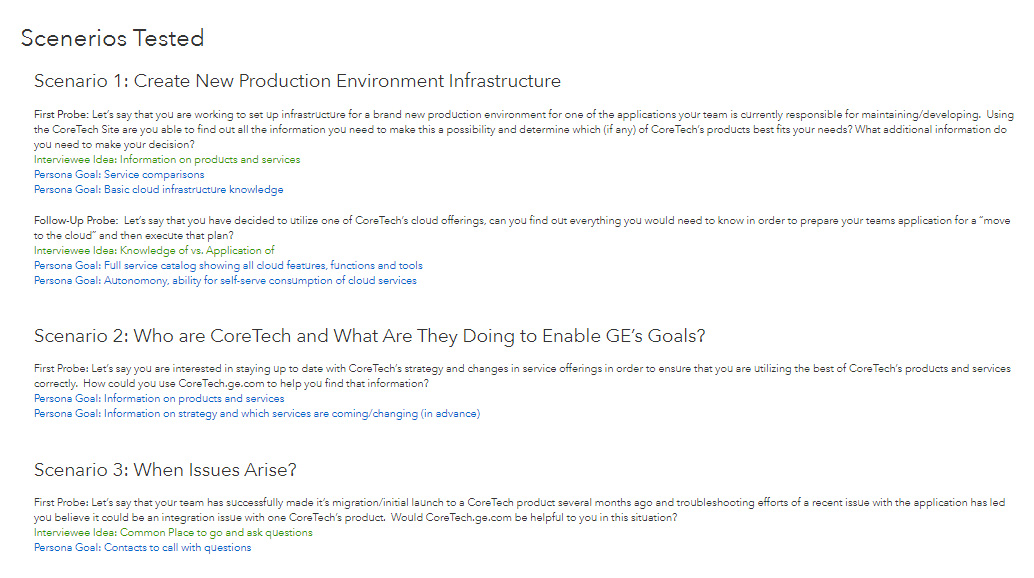 Scenerios Tested
Scenario 1: Create New Production Environment Infrastructure
First Probe: Let's say that you are working to set up infrastructure for a brand new production environment for one of the applications your team is currently responsible for maintaining/developing.  Using
the CoreTech Site are you able to find out all the information you need to make this a possibility and determine which (if any) of CoreTech's products best fits your needs? What additional information do
you need to make your decision?
Interviewee Idea: Information on products and services
Persona Goal: Service comparisons
Persona Goal: Basic cloud infrastructure knowledge
Follow-Up Probe:  Let's say that you have decided to utilize one of CoreTech's cloud offerings, can you find out everything you would need to know in order to prepare your teams application for a "move
to the cloud" and then execute that plan?
Interviewee Idea: Knowledge of vs. Application of
Persona Goal: Full service catalog showing all cloud features, functions and tools
Persona Goal: Autonomony, ability for self-serve consumption of cloud services
Scenario 2: Who are CoreTech and What Are They Doing to Enable GE's Goals?
First Probe: Let's say you are interested in staying up to date with CoreTech's strategy and changes in service offerings in order to ensure that you are utilizing the best of CoreTech's products and services
correctly.  How could you use CoreTech.ge.com to help you find that information?
Persona Goal: Information on products and services
Persona Goal: Information on strategy and which services are coming/changing (in advance)
Scenario 3: When Issues Arise?
First Probe: Let's say that your team has successfully made it's migration/initial launch to a CoreTech product several months ago and troubleshooting efforts of a recent issue with the application has led
you believe it could be an integration issue with one CoreTech's product.  Would CoreTech.ge.com be helpful to you in this situation?
Interviewee Idea: Common Place to go and ask questions
Persona Goal: Contacts to call with questions